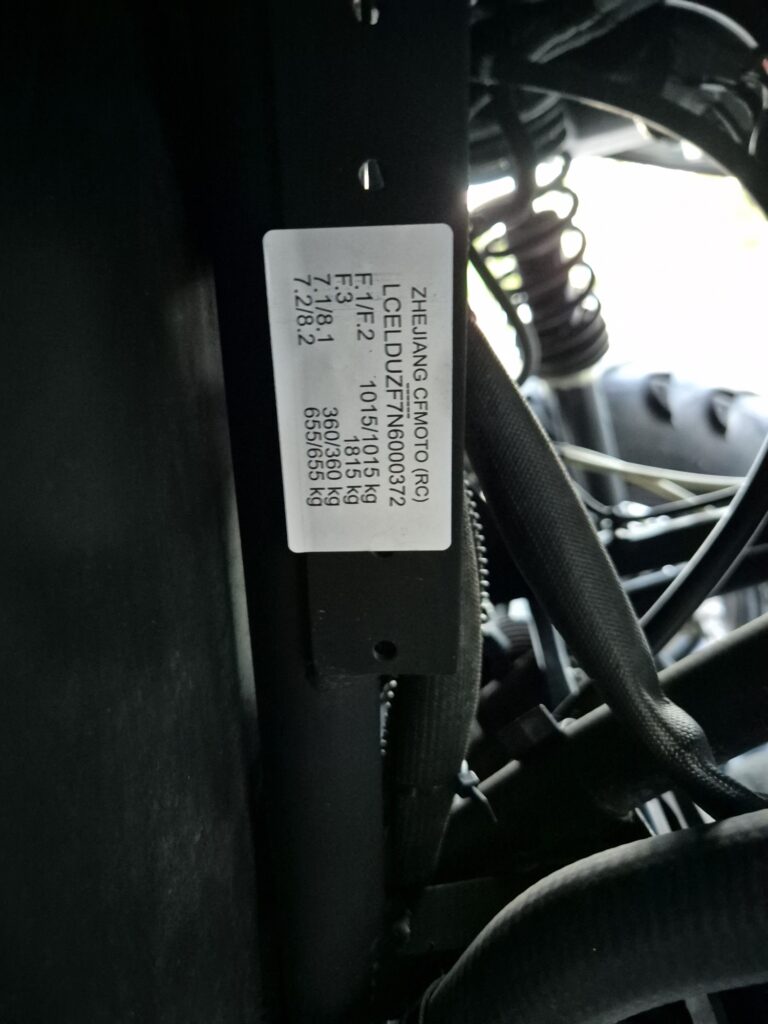 ZHEJIANG CFMOTO (RC)
LCELDUZF7N6000372
F.1/F.2 1015/1015 kg
F.3 1815 kg
7.1/8.1 360/360 kg
7.2/8.2 655/655 kg